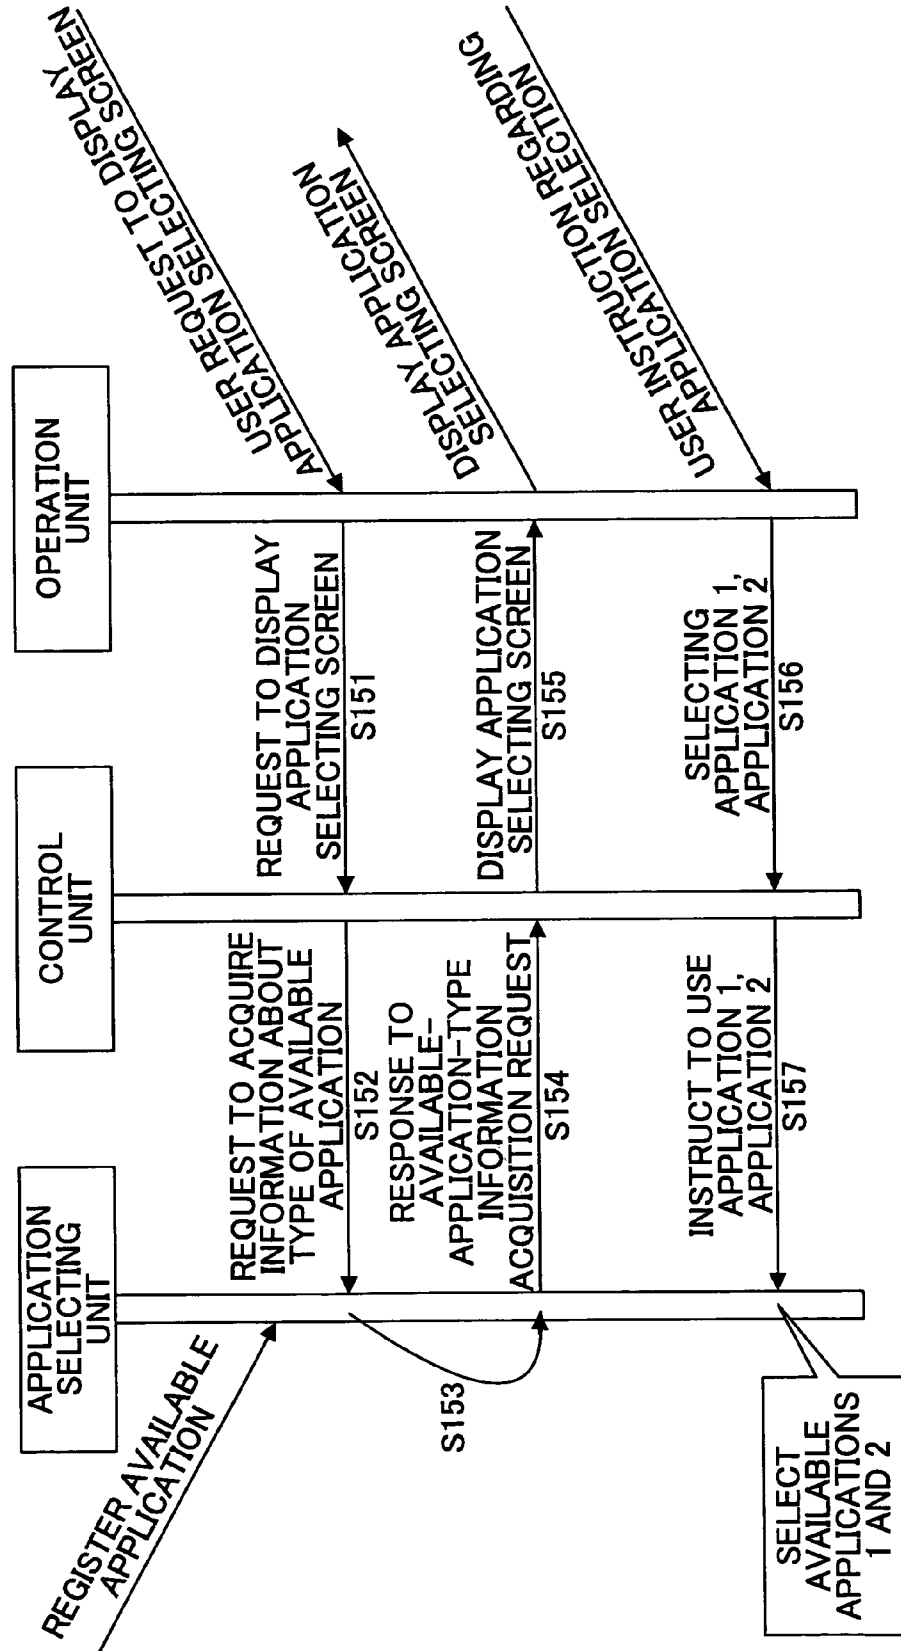 APPLICATION
SELECTING
UNIT
CONTROL
UNIT
OPERATION
UNIT
REGISTER AVAILABLE
APPLICATION
USER REQUEST TO DISPLAY
APPLICATION SELECTING SCREEN
REQUEST TO DISPLAY
APPLICATION
SELECTING SCREEN
S151
REQUEST TO ACQUIRE
INFORMATION ABOUT
TYPE OF AVAILABLE
APPLICATION
S152
S153
RESPONSE TO
AVAILABLE-
APPLICATION-TYPE
INFORMATION
ACQUISITION REQUEST
S154
DISPLAY APPLICATION
SELECTING SCREEN
S155
DISPLAY APPLICATION
SELECTING SCREEN
USER INSTRUCTION REGARDING
APPLICATION SELECTION
SELECTING
APPLICATION 1,
APPLICATION 2
S156
INSTRUCT TO USE
APPLICATION 1,
APPLICATION 2
S157
SELECT
AVAILABLE
APPLICATIONS
1 AND 2